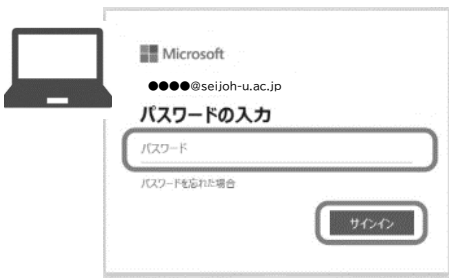 Microsoft
●●●●@seijoh-u.ac.jp
パスワードの入力
パスワード
パスワードを忘れた場合
サインイン